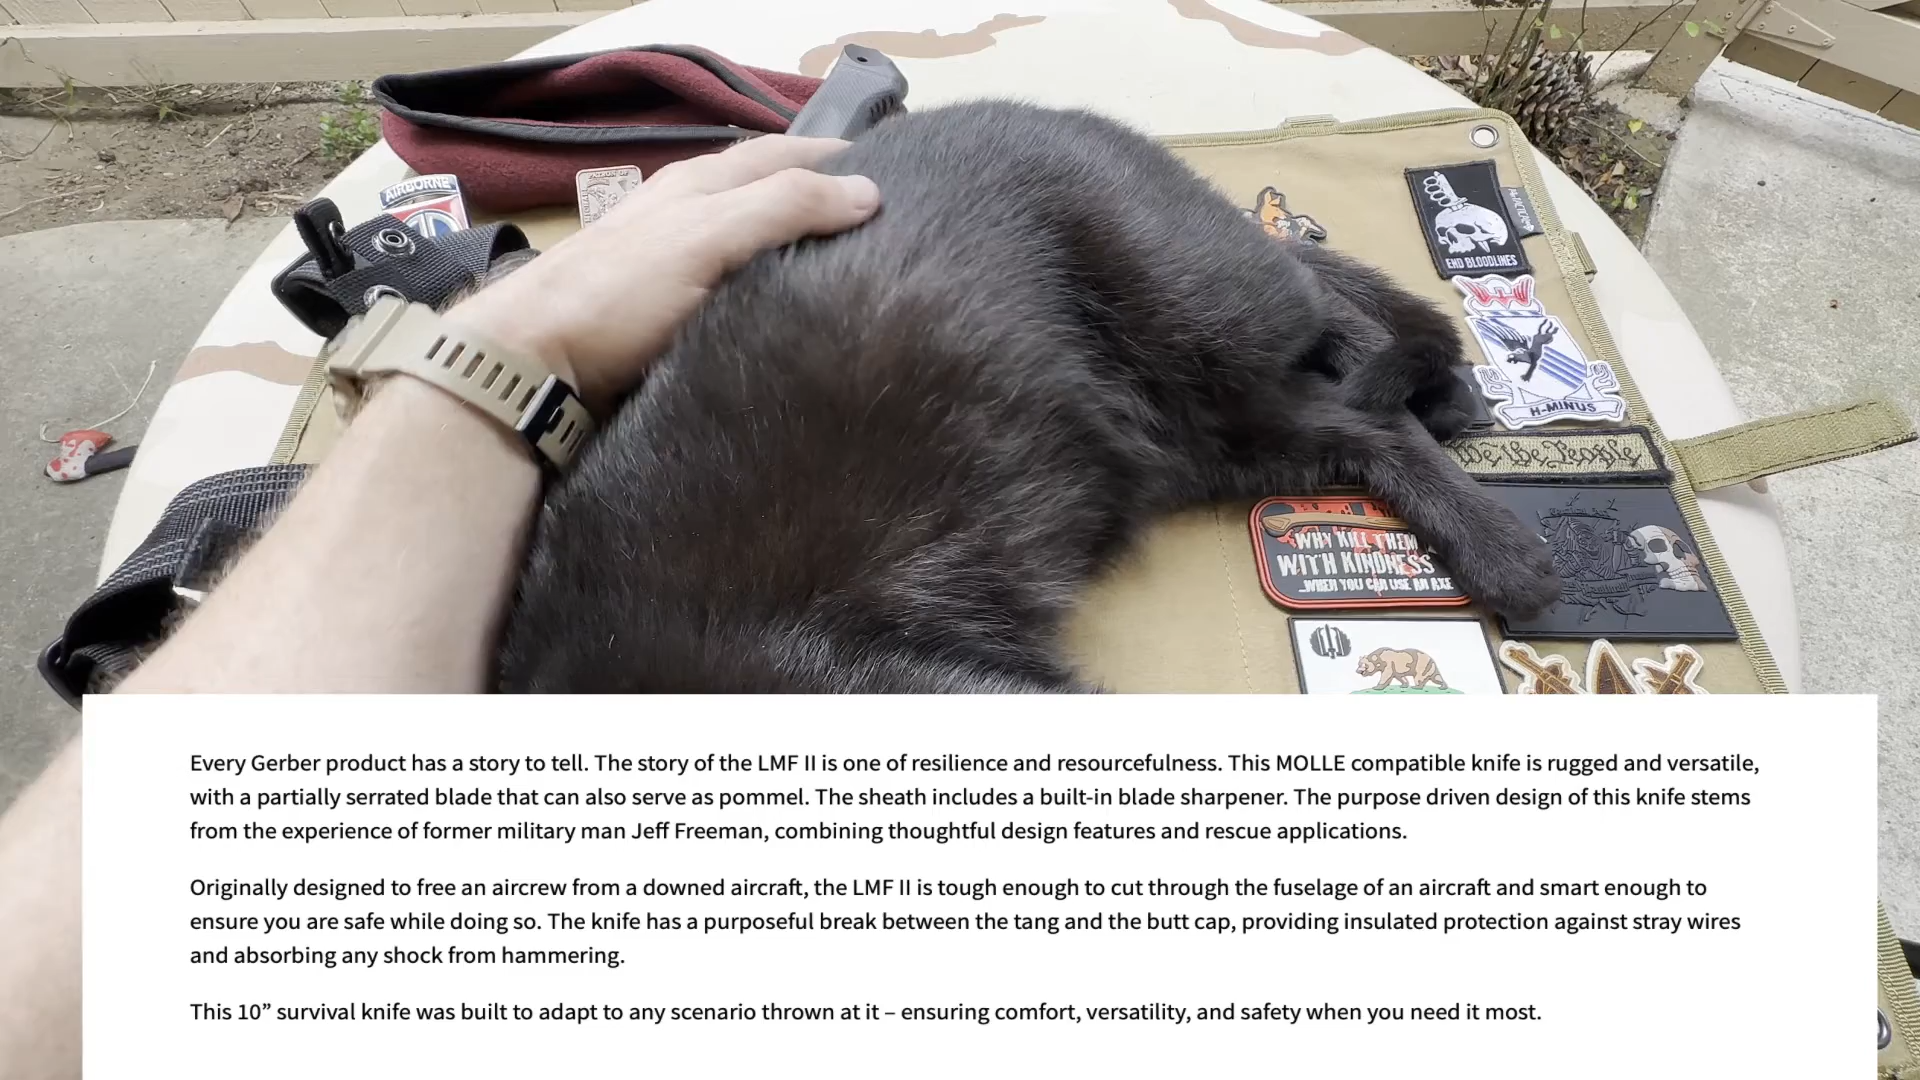 AIRBORNE
PATRON OF
END BLOODLINES
H-MINUS
We the People
WHY KILL THEM
WITH KINDNESS
...WHEN YOU CAN USE AN AXE
Every Gerber product has a story to tell. The story of the LMF II is one of resilience and resourcefulness. This MOLLE compatible knife is rugged and versatile,
with a partially serrated blade that can also serve as pommel. The sheath includes a built-in blade sharpener. The purpose driven design of this knife stems
from the experience of former military man Jeff Freeman, combining thoughtful design features and rescue applications.
Originally designed to free an aircrew from a downed aircraft, the LMF II is tough enough to cut through the fuselage of an aircraft and smart enough to
ensure you are safe while doing so. The knife has a purposeful break between the tang and the butt cap, providing insulated protection against stray wires
and absorbing any shock from hammering.
This 10” survival knife was built to adapt to any scenario thrown at it – ensuring comfort, versatility, and safety when you need it most.